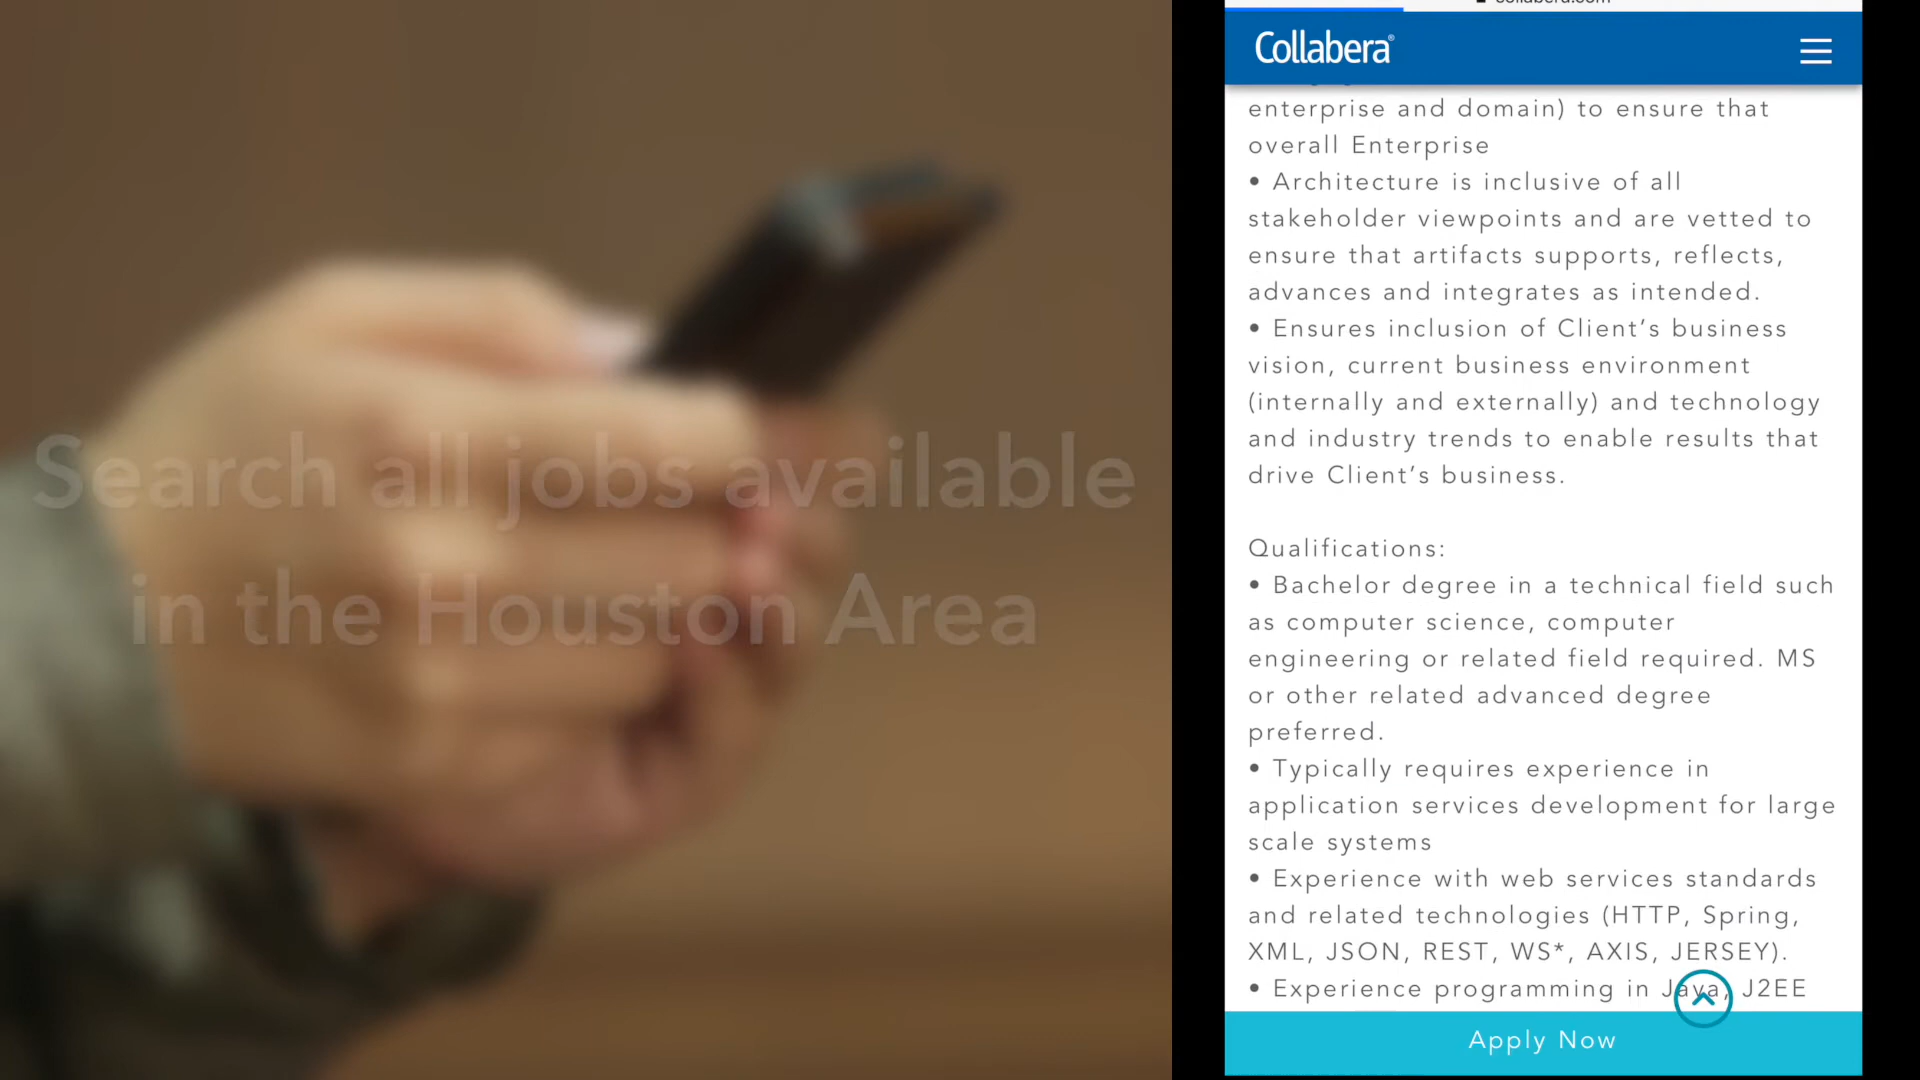 Search all jobs available
in the Houston Area
Collabera®
enterprise and domain) to ensure that
overall Enterprise
• Architecture is inclusive of all
stakeholder viewpoints and are vetted to
ensure that artifacts supports, reflects,
advances and integrates as intended.
• Ensures inclusion of Client’s business
vision, current business environment
(internally and externally) and technology
and industry trends to enable results that
drive Client’s business.
Qualifications:
• Bachelor degree in a technical field such
as computer science, computer
engineering or related field required. MS
or other related advanced degree
preferred.
• Typically requires experience in
application services development for large
scale systems
• Experience with web services standards
and related technologies (HTTP, Spring,
XML, JSON, REST, WS*, AXIS, JERSEY).
• Experience programming in Java, J2EE
Apply Now